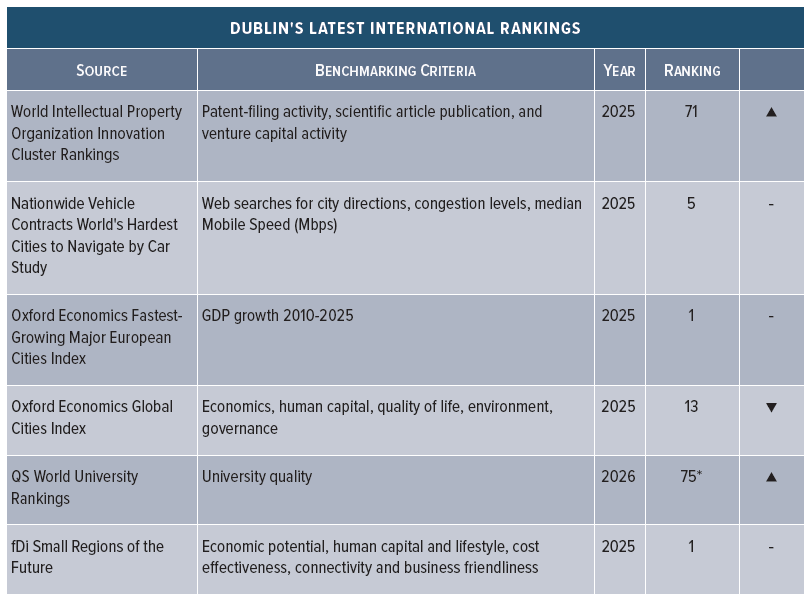 DUBLIN'S LATEST INTERNATIONAL RANKINGS
SOURCE BENCHMARKING CRITERIA YEAR RANKING
World Intellectual Property Patent-filing activity, scientific article publication, and 2025 71 ▲
Organization Innovation venture capital activity
Cluster Rankings
Nationwide Vehicle Web searches for city directions, congestion levels, median 2025 5 -
Contracts World's Hardest Mobile Speed (Mbps)
Cities to Navigate by Car
Study
Oxford Economics Fastest- GDP growth 2010-2025 2025 1 -
Growing Major European
Cities Index
Oxford Economics Global Economics, human capital, quality of life, environment, 2025 13 ▼
Cities Index governance
QS World University University quality 2026 75* ▲
Rankings
fDi Small Regions of the Economic potential, human capital and lifestyle, cost 2025 1 -
Future effectiveness, connectivity and business friendliness